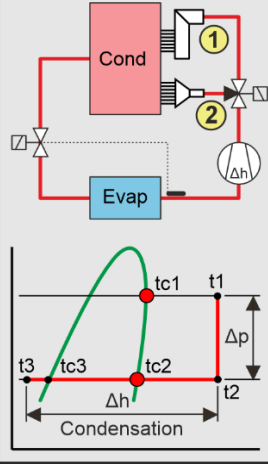 1
Cond
2
Δh
Evap
tc1
t1
Δp
t3
tc3
tc2
t2
Δh
Condensation